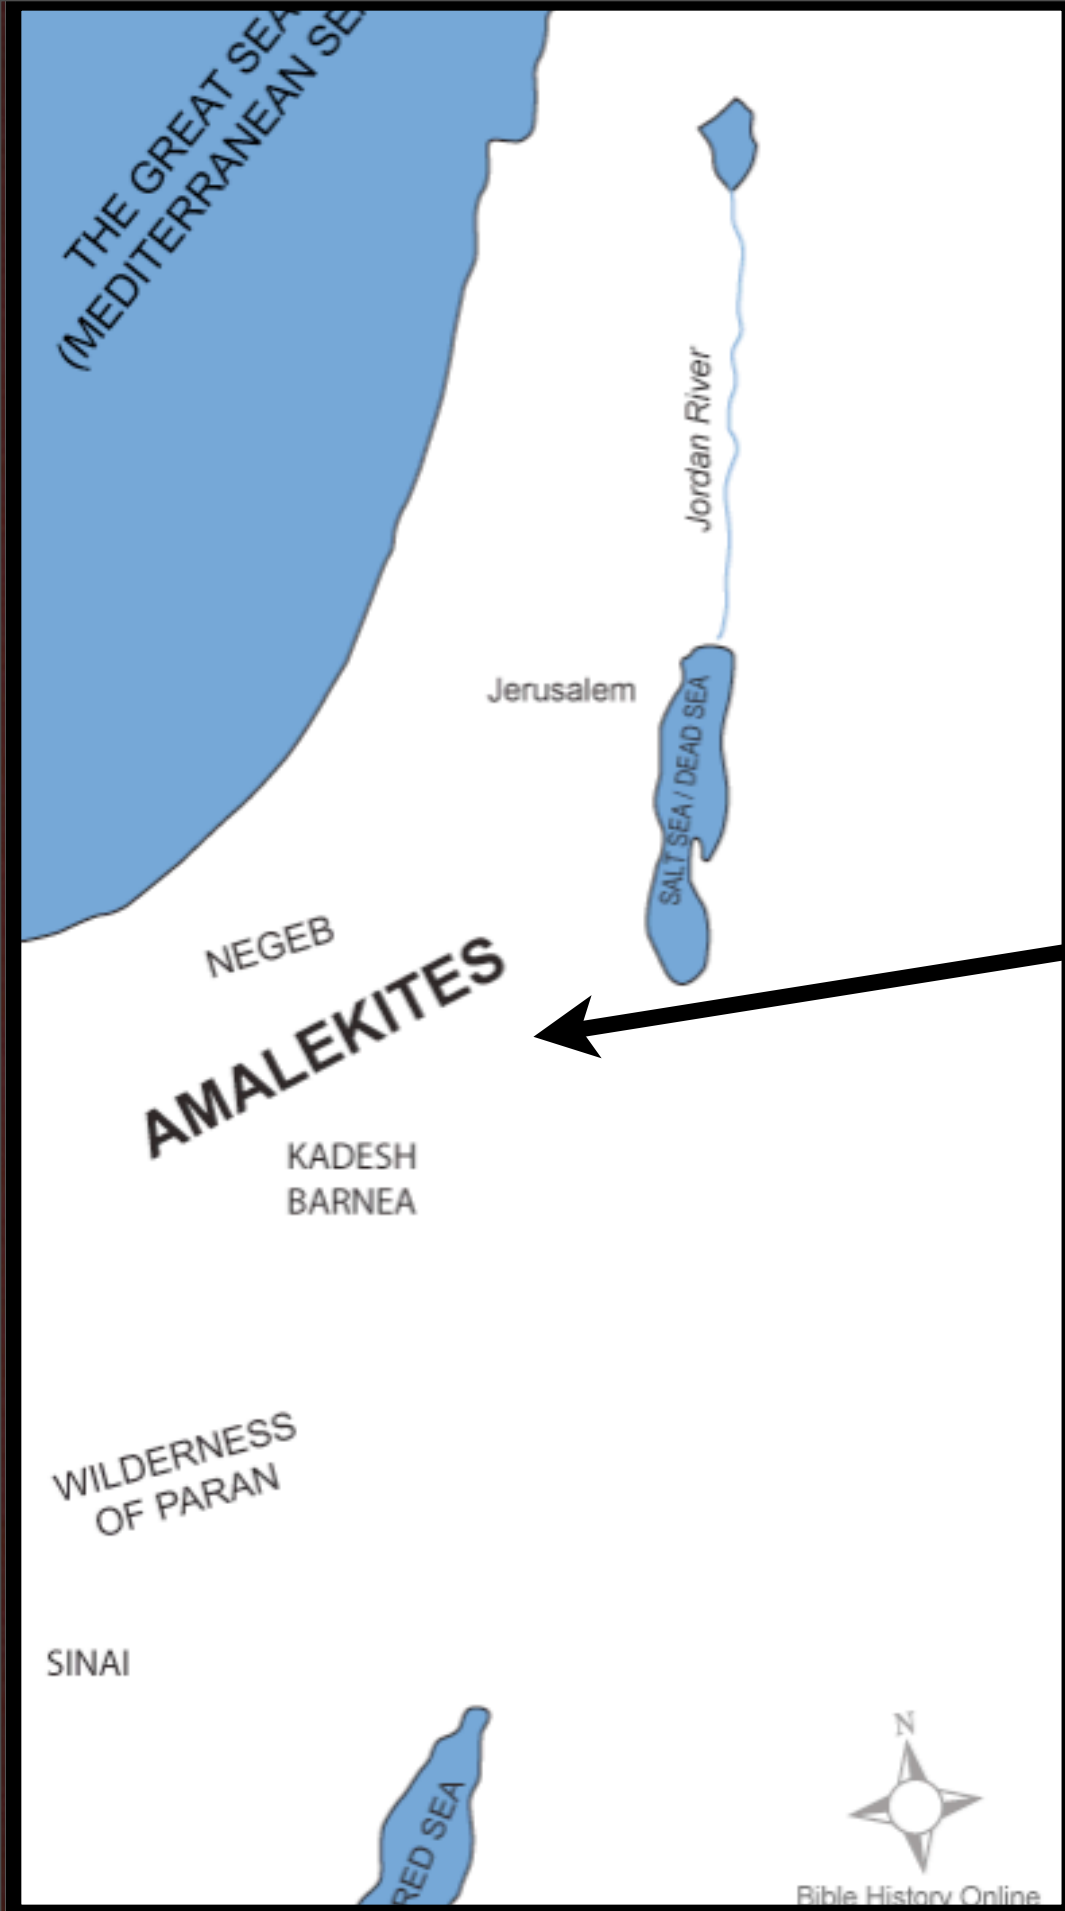 THE GREAT SEA
(MEDITERRANEAN SEA
Jordan River
Jerusalem
SALT SEA / DEAD SEA
NEGEB
AMALEKITES
KADESH
BARNEA
WILDERNESS
OF PARAN
SINAI
RED SEA
N
Bible History Online